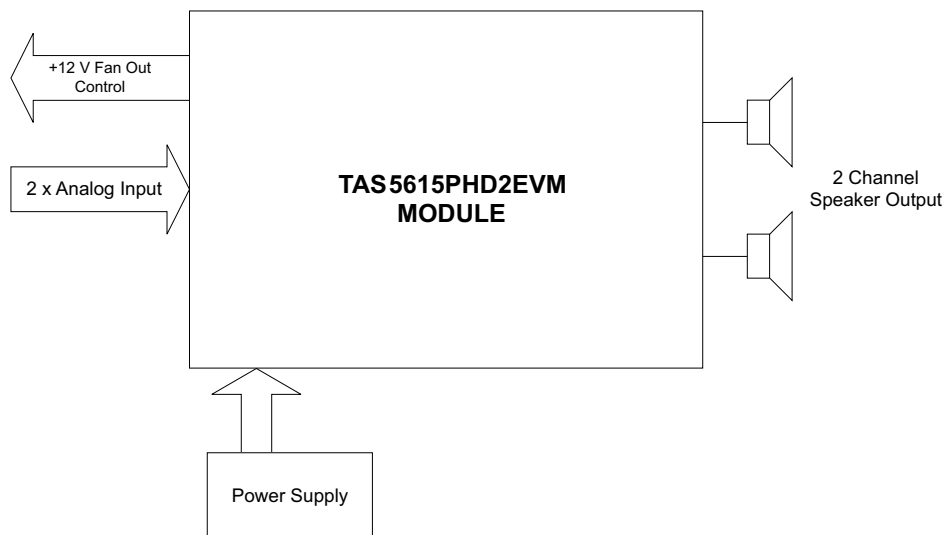 +12 V Fan Out
Control
2 x Analog Input
TAS5615PHD2EVM
MODULE
2 Channel
Speaker Output
Power Supply